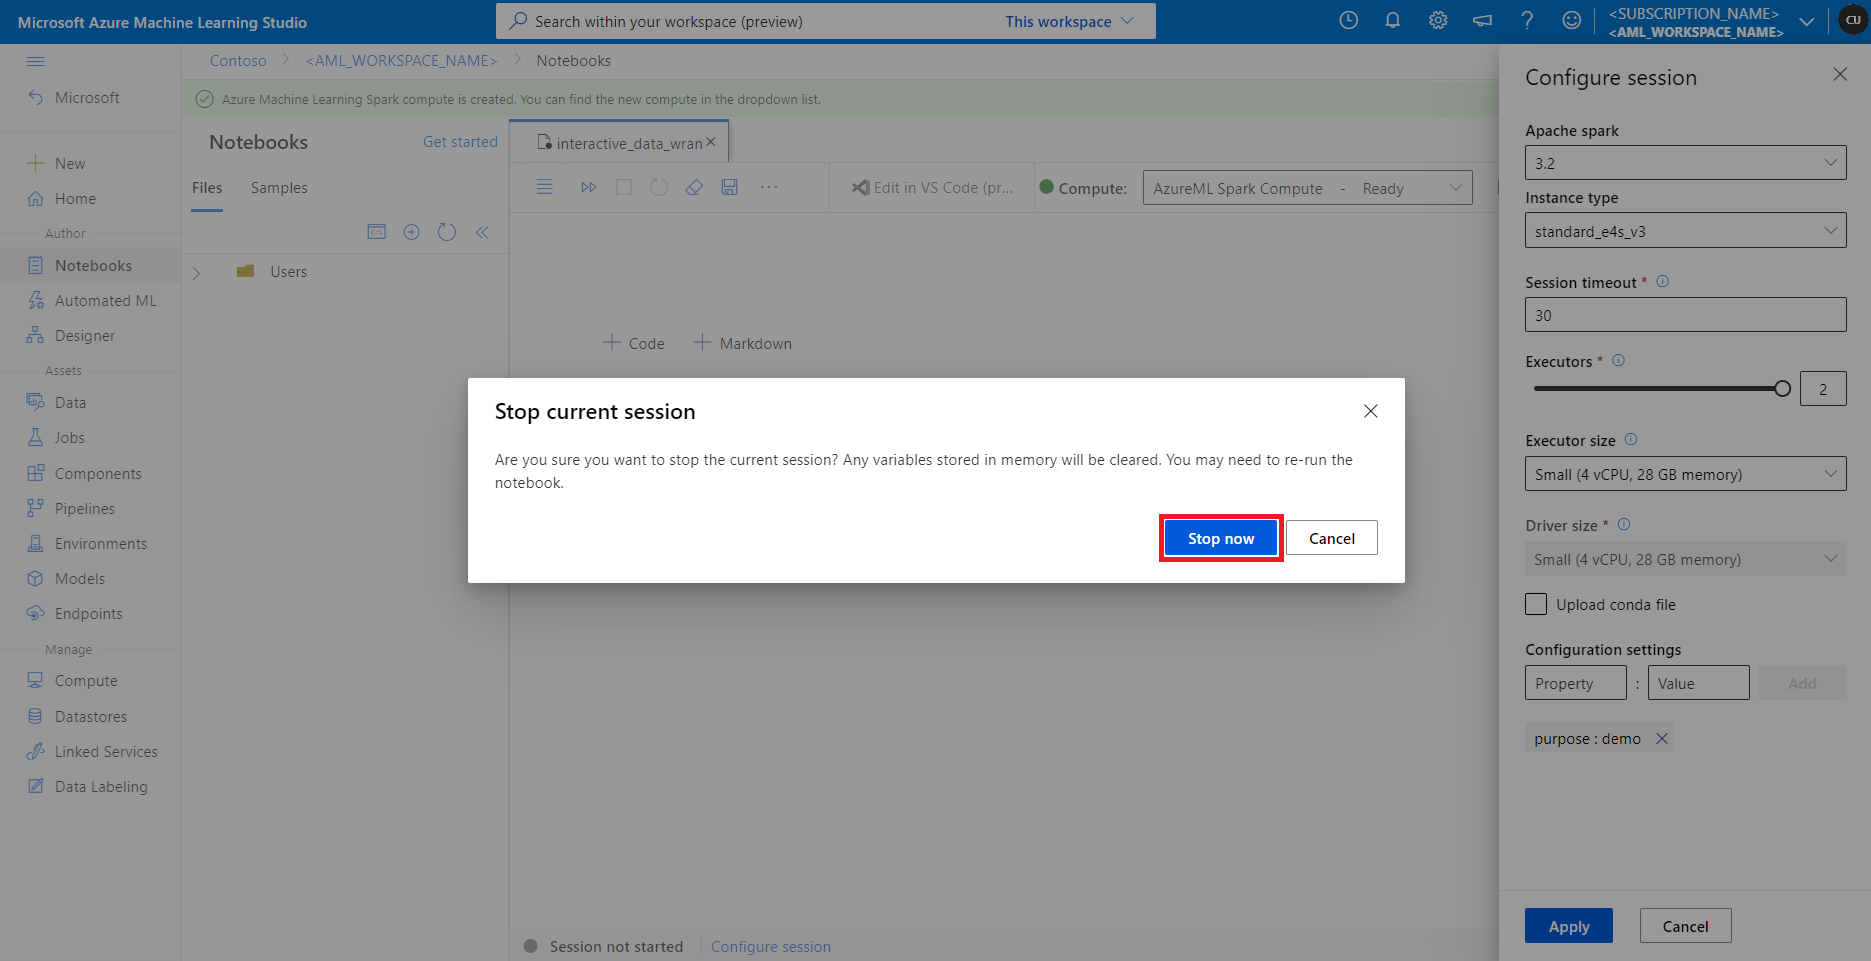 Microsoft Azure Machine Learning Studio
Search within your workspace (preview)
This workspace
<SUBSCRIPTION_NAME>
<AML_WORKSPACE_NAME>
CU
Contoso
<AML_WORKSPACE_NAME>
Notebooks
Microsoft
New
Home
Author
Notebooks
Automated ML
Designer
Assets
Data
Jobs
Components
Pipelines
Environments
Models
Endpoints
Manage
Compute
Datastores
Linked Services
Data Labeling
Azure Machine Learning Spark compute is created. You can find the new compute in the dropdown list.
Notebooks
Get started
Files
Samples
Users
interactive_data_wran
Edit in VS Code (pr...
Compute:
AzureML Spark Compute - Ready
Code
Markdown
Stop current session
Are you sure you want to stop the current session? Any variables stored in memory will be cleared. You may need to re-run the
notebook.
Stop now
Cancel
Session not started
Configure session
Configure session
Apache spark
3.2
Instance type
standard_e4s_v3
Session timeout *
30
Executors *
2
Executor size
Small (4 vCPU, 28 GB memory)
Driver size *
Small (4 vCPU, 28 GB memory)
Upload conda file
Configuration settings
Property : Value
Add
purpose : demo
Apply
Cancel